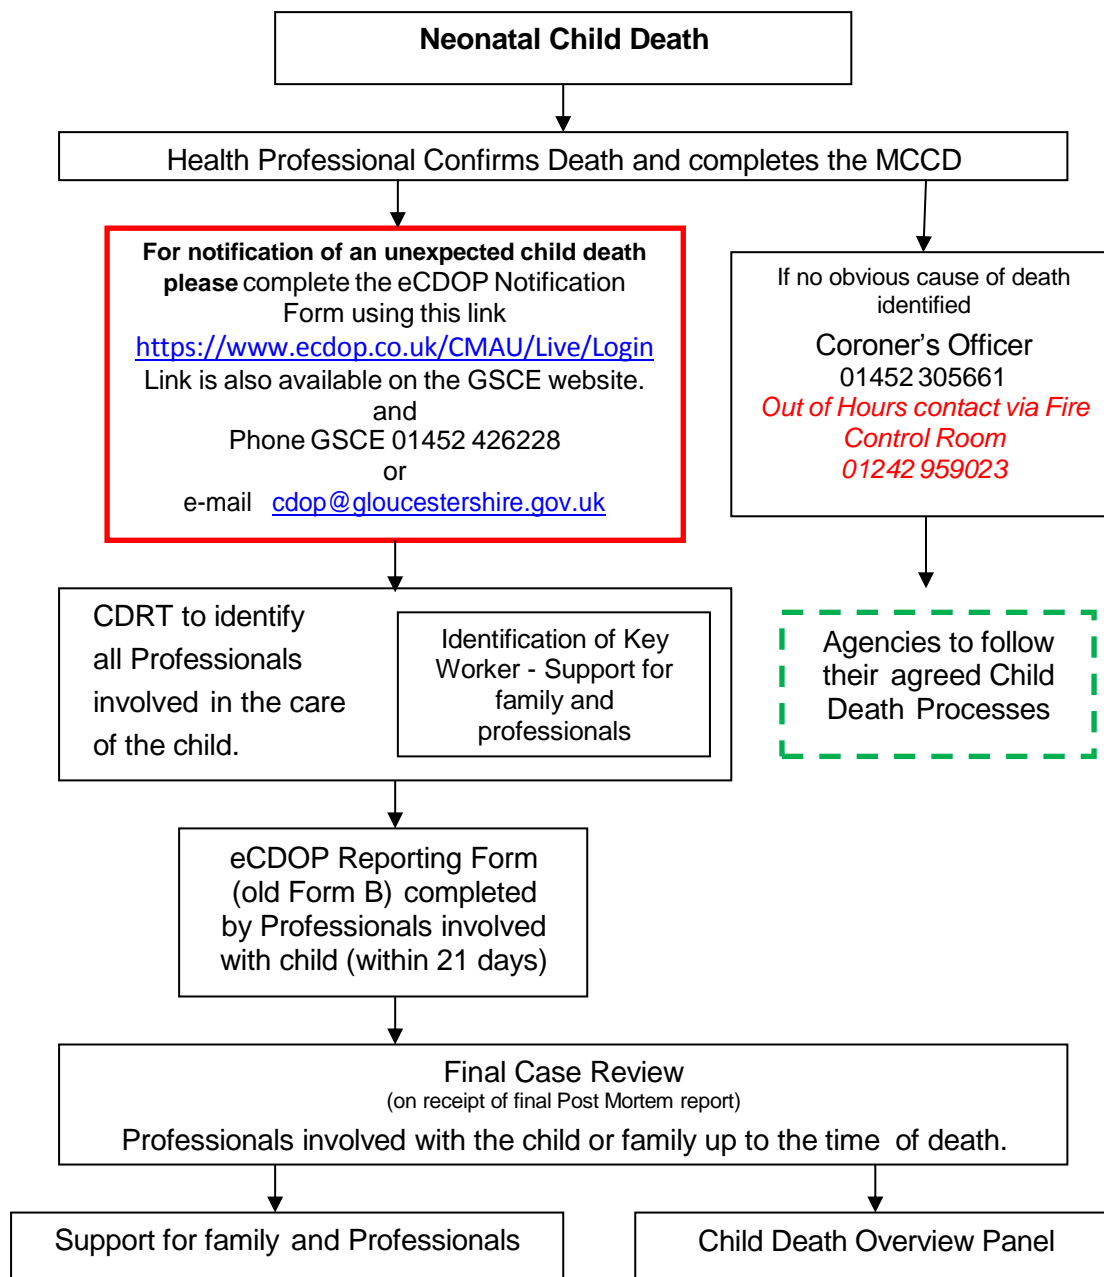 Neonatal Child Death
Health Professional Confirms Death and completes the MCCD
For notification of an unexpected child death
please complete the eCDOP Notification
Form using this link
https://www.ecdop.co.uk/CMAU/Live/Login
Link is also available on the GSCE website.
and
Phone GSCE 01452 426228
or
e-mail cdop@gloucestershire.gov.uk
If no obvious cause of death
identified
Coroner's Officer
01452 305661
Out of Hours contact via Fire
Control Room
01242 959023
CDRT to identify
all Professionals
involved in the care
of the child.
Identification of Key
Worker - Support for
family and
professionals
Agencies to follow
their agreed Child
Death Processes
eCDOP Reporting Form
(old Form B) completed
by Professionals involved
with child (within 21 days)
Final Case Review
(on receipt of final Post Mortem report)
Professionals involved with the child or family up to the time of death.
Support for family and Professionals
Child Death Overview Panel